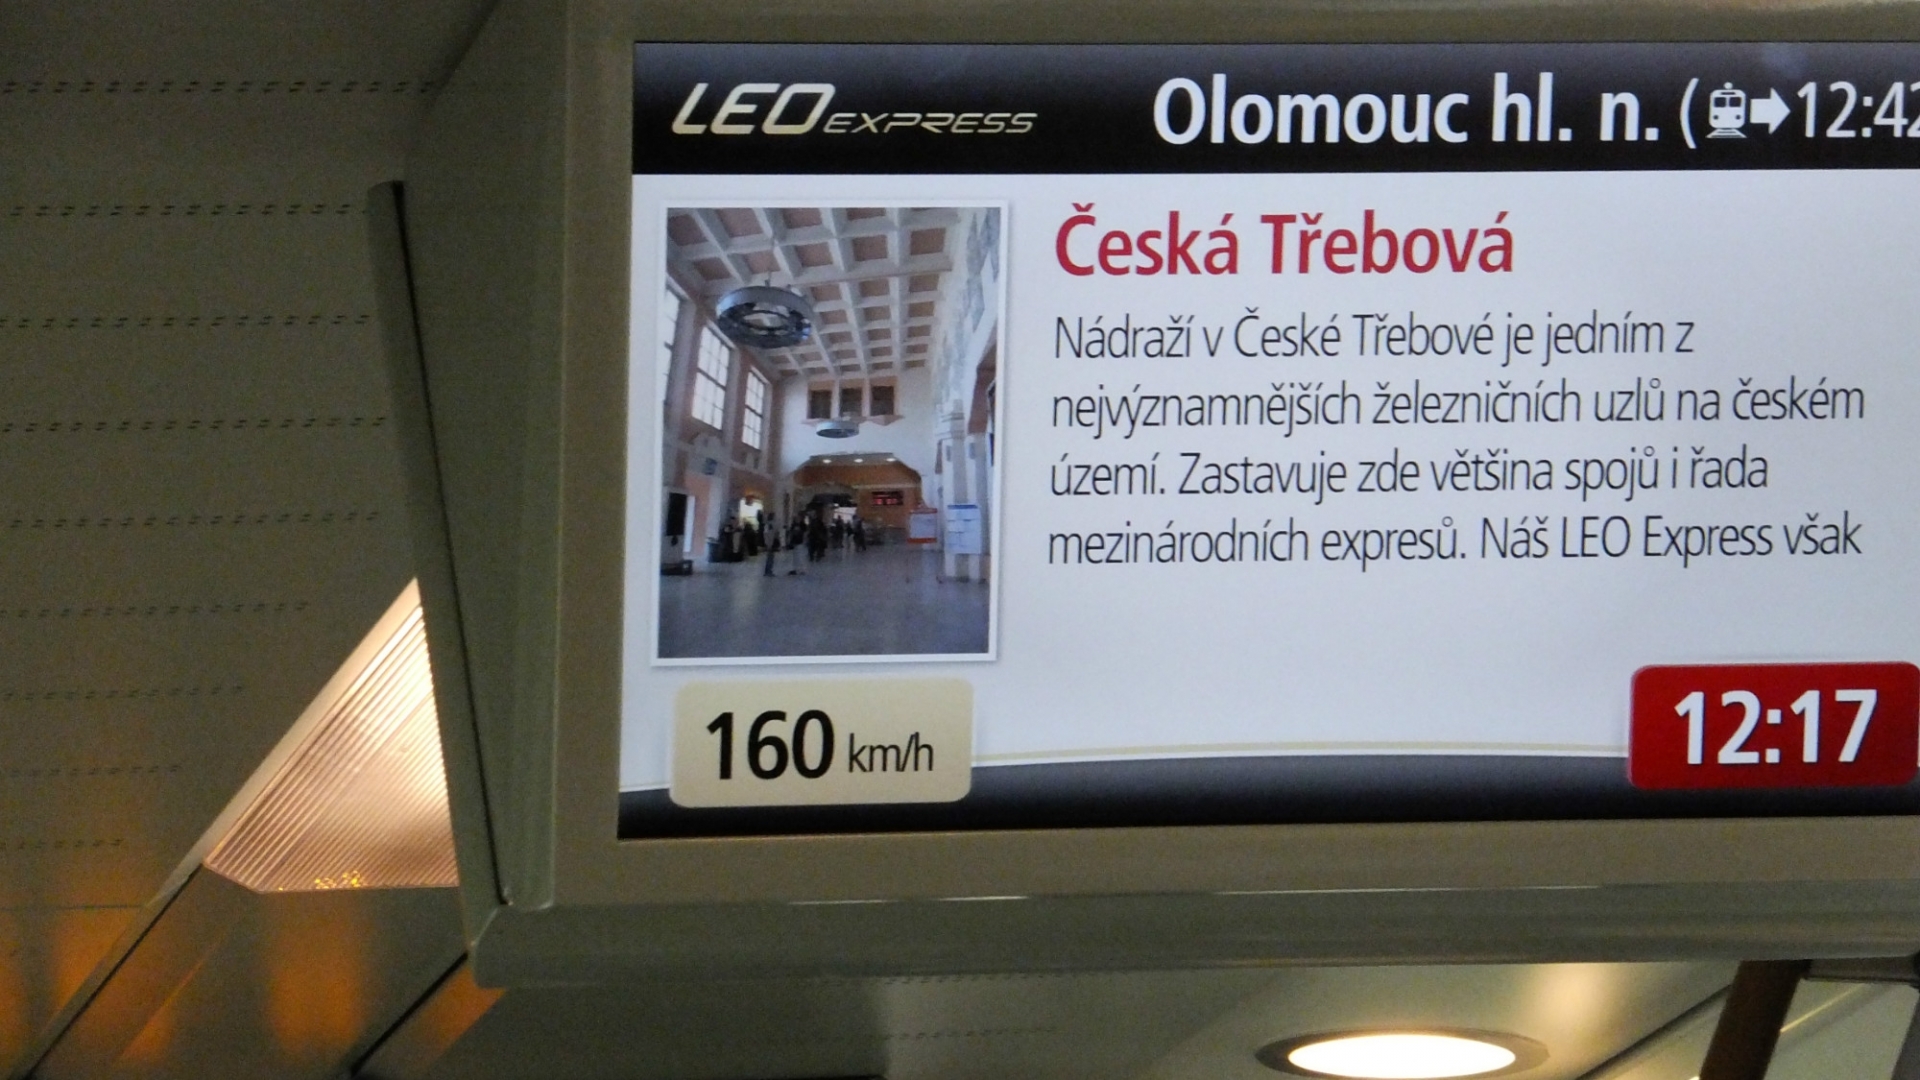 LEO EXPRESS
Olomouc hl. n. (➡12:42
Česká Třebová
Nádraží v České Třebové je jedním z
nejvýznamnějších železničních uzlů na českém
území. Zastavuje zde většina spojů i řada
mezinárodních expresů. Náš LEO Express však
160 km/h
12:17